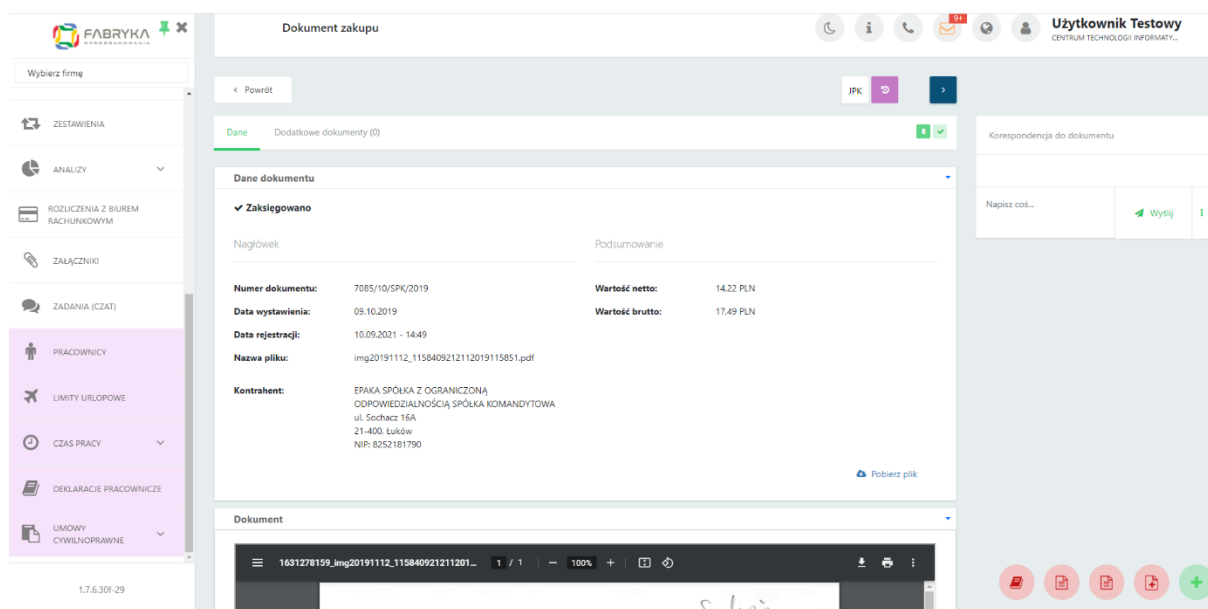 FABRYKA
OPROGRAMOWANIA
Wybierz firmę
ZESTAWIENIA
ANALIZY
ROZLICZENIA Z BIUREM
RACHUNKOWYM
ZAŁĄCZNIKI
ZADANIA (CZAT)
PRACOWNICY
LIMITY URLOPOWE
CZAS PRACY
DEKLARACJE PRACOWNICZE
UMOWY
CYWILNOPRAWNE
1.7.6.30f-29
Dokument zakupu
9+
Użytkownik Testowy
CENTRUM TECHNOLOGII INFORMATY...
Powrót
JPK
Dane Dodatkowe dokumenty (0)
Dane dokumentu
Zaksięgowano
Nagłówek
Numer dokumentu: 7085/10/SPK/2019
Data wystawienia: 09.10.2019
Data rejestracji: 10.09.2021 - 14:49
Nazwa pliku: img20191112_1158409212112019115851.pdf
Kontrahent: EPAKA SPÓŁKA Z OGRANICZONĄ
ODPOWIEDZIALNOŚCIĄ SPÓŁKA KOMANDYTOWA
ul. Sochacz 16A
21-400, Łuków
NIP: 8252181790
Podsumowanie
Wartość netto: 14,22 PLN
Wartość brutto: 17,49 PLN
Pobierz plik
Dokument
1631278159_img20191112_115840921211201... 1 / 1 100%
Korespondencja do dokumentu
Napisz coś...
Wyślij